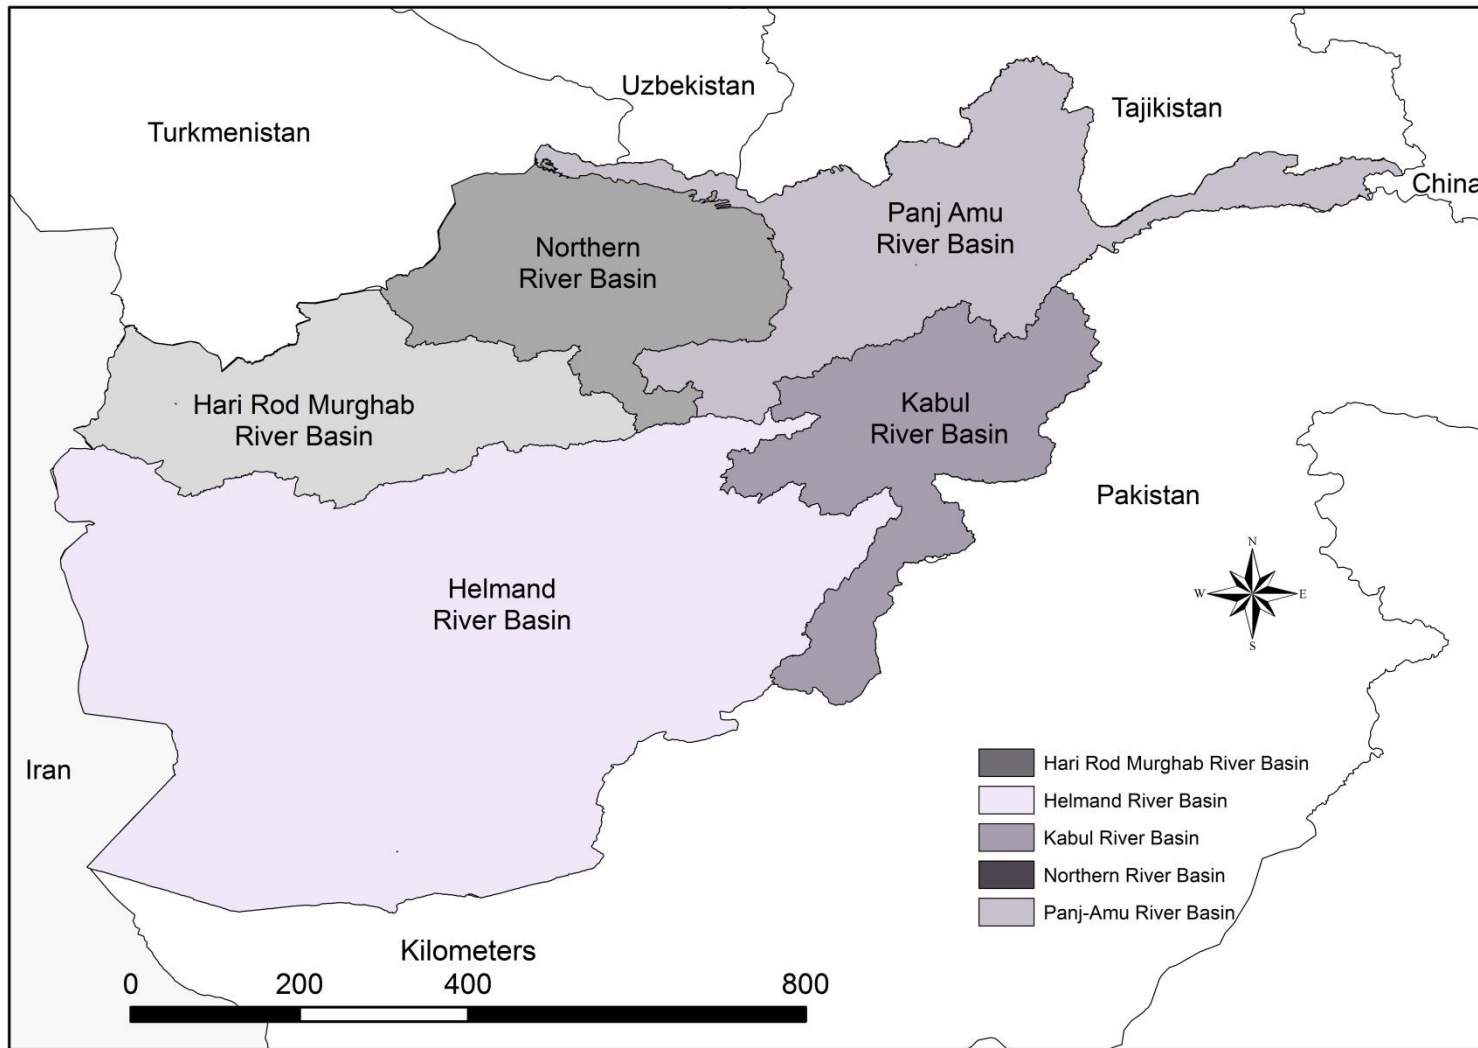 Uzbekistan
Tajikistan
Turkmenistan
China
Panj Amu
River Basin
Northern
River Basin
Hari Rod Murghab
River Basin
Kabul
River Basin
Pakistan
N
W
E
S
Helmand
River Basin
Iran
Hari Rod Murghab River Basin
Helmand River Basin
Kabul River Basin
Northern River Basin
Panj-Amu River Basin
Kilometers
0 200 400 800